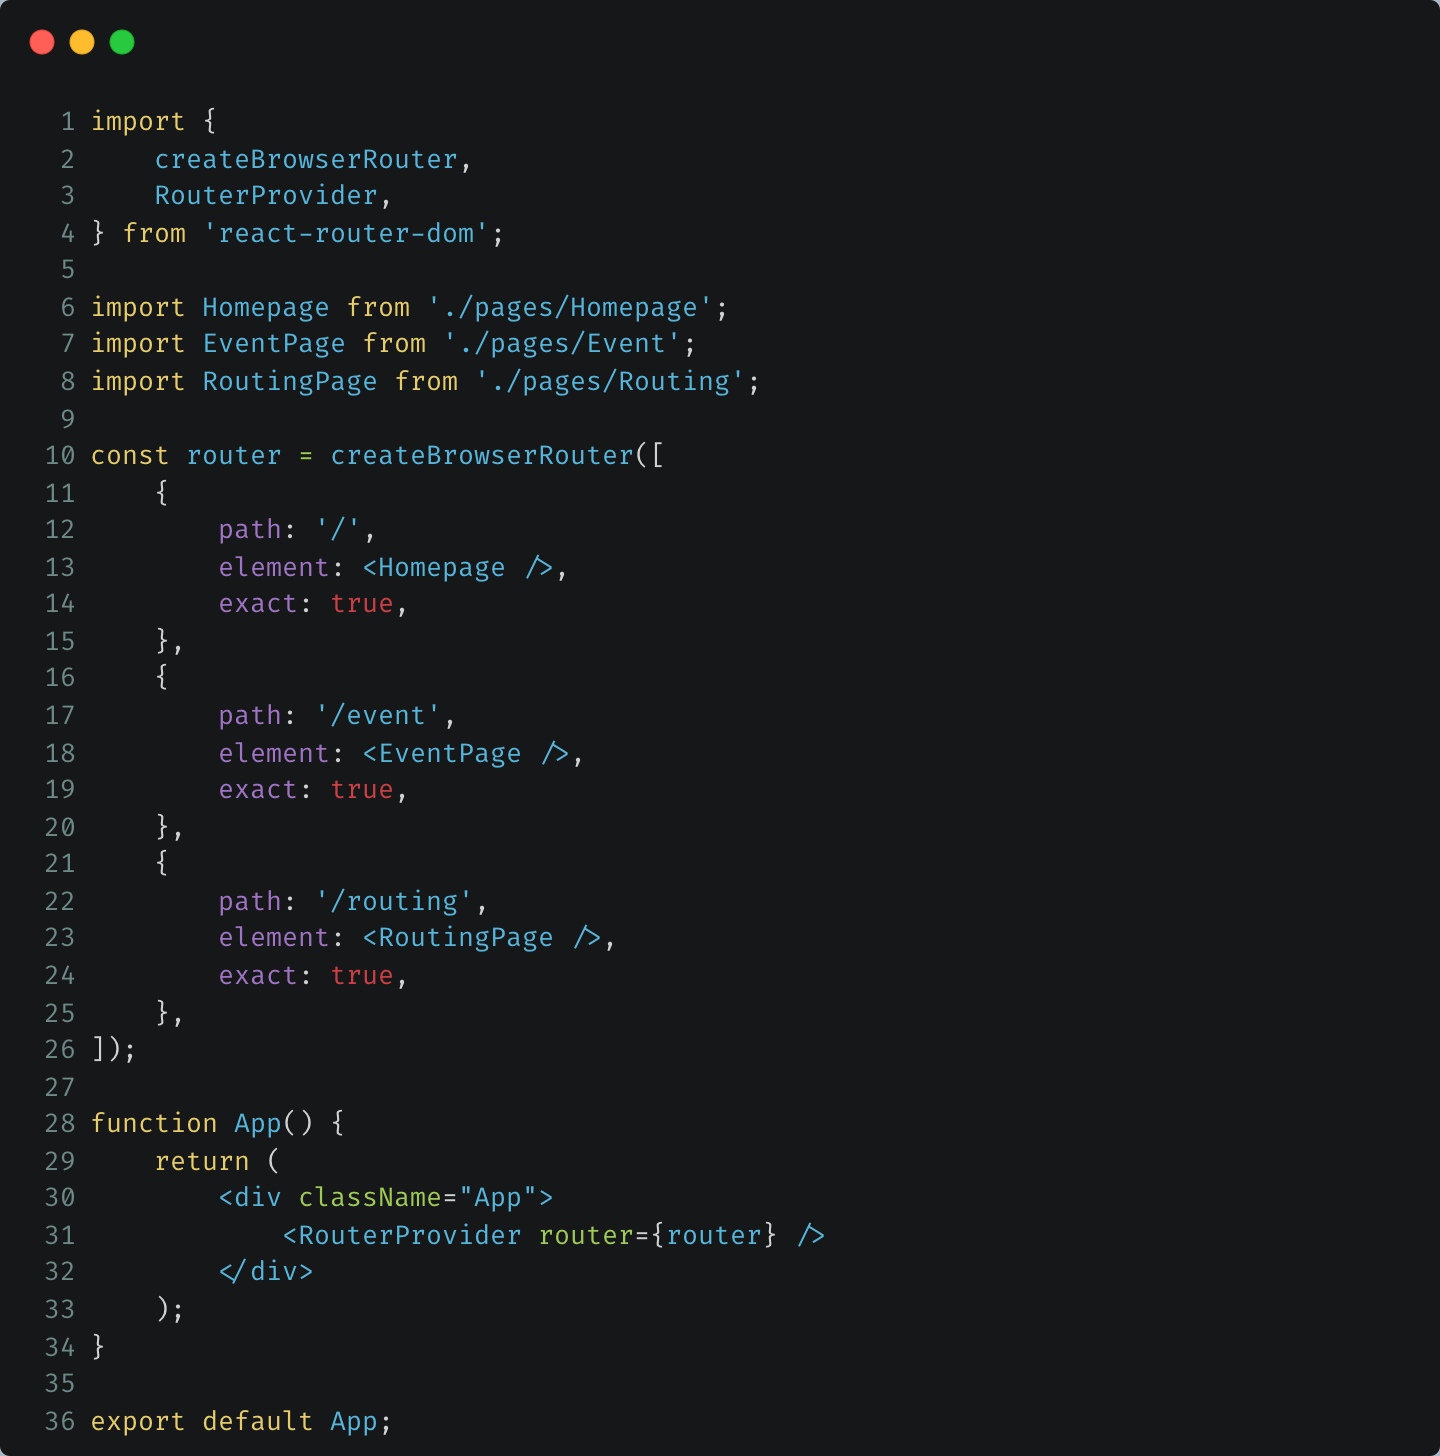 1 import {
2     createBrowserRouter,
3     RouterProvider,
4 } from 'react-router-dom';
5
6 import Homepage from './pages/Homepage';
7 import EventPage from './pages/Event';
8 import RoutingPage from './pages/Routing';
9
10 const router = createBrowserRouter([
11     {
12         path: '/',
13         element: <Homepage />,
14         exact: true,
15     },
16     {
17         path: '/event',
18         element: <EventPage />,
19         exact: true,
20     },
21     {
22         path: '/routing',
23         element: <RoutingPage />,
24         exact: true,
25     },
26 ]);
27
28 function App() {
29     return (
30         <div className="App">
31             <RouterProvider router={router} />
32         </div>
33     );
34 }
35
36 export default App;